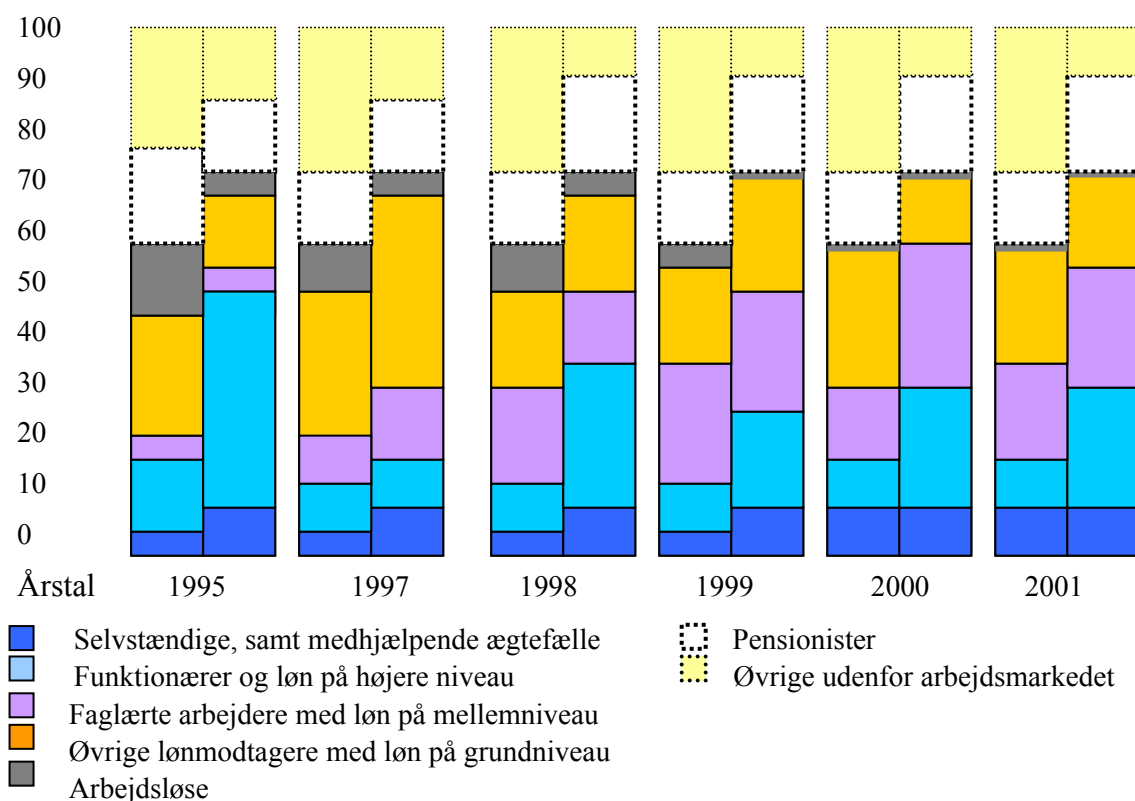 100
90
80
70
60
50
40
30
20
10
0
Årstal 1995 1997 1998 1999 2000 2001
Selvstændige, samt medhjælpende ægtefælle
Funktionærer og løn på højere niveau
Faglærte arbejdere med løn på mellemniveau
Øvrige lønmodtagere med løn på grundniveau
Arbejdsløse
Pensionister
Øvrige udenfor arbejdsmarkedet